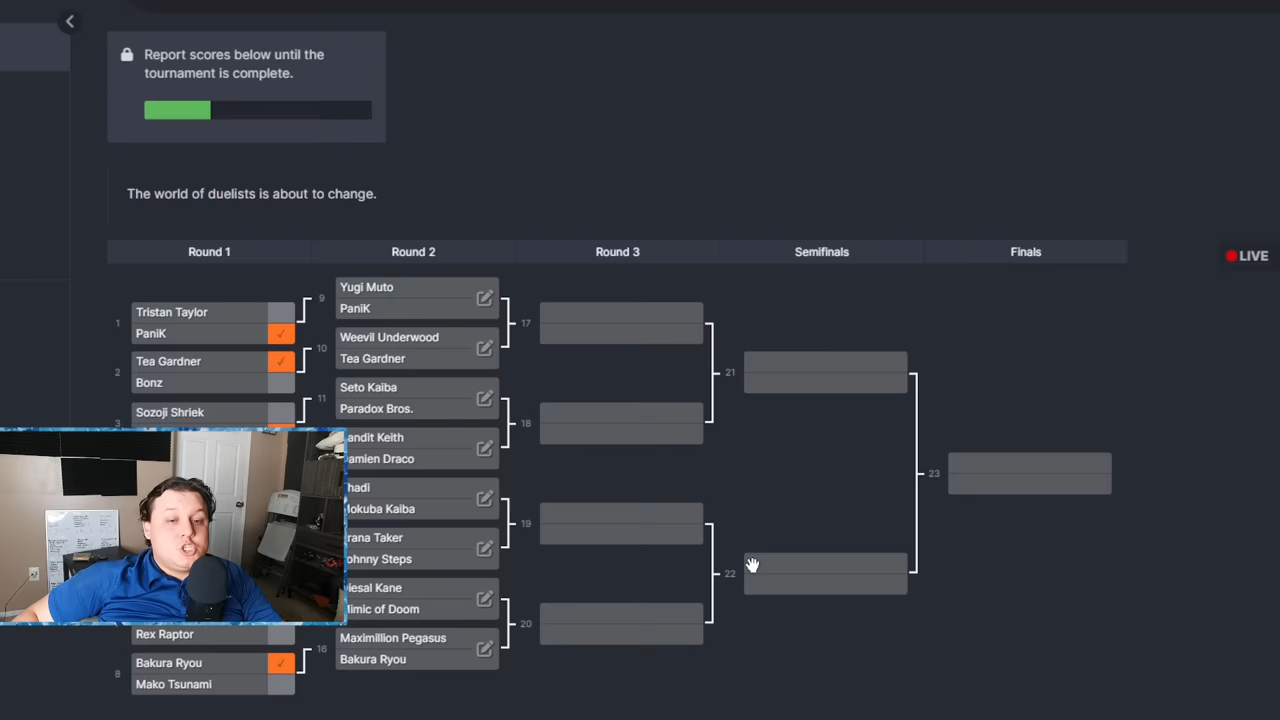 Report scores below until the
tournament is complete.
The world of duelists is about to change.
Round 1
Round 2
Round 3
Semifinals
Finals
LIVE
1
Tristan Taylor
PaniK
2
Tea Gardner
Bonz
3
Sozoji Shriek
Rex Raptor
8
Bakura Ryou
Mako Tsunami
9
Yugi Muto
PaniK
10
Weevil Underwood
Tea Gardner
11
Seto Kaiba
Paradox Bros.
andit Keith
amien Draco
hadi
lokuba Kaiba
rana Taker
ohnny Steps
iesal Kane
limic of Doom
16
Maximillion Pegasus
Bakura Ryou
17
18
19
20
21
22
23